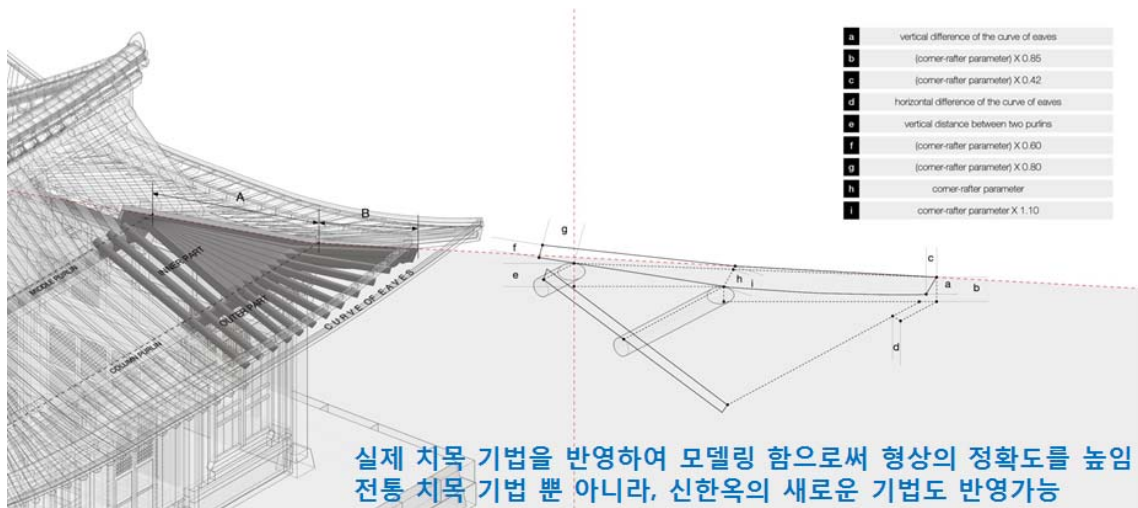 a vertical difference of the curve of eaves
b (corner-rafter parameter) X 0.85
c (corner-rafter parameter) X 0.42
d horizontal difference of the curve of eaves
e vertical distance between two purlins
f (corner-rafter parameter) X 0.60
g (corner-rafter parameter) X 0.80
h corner-rafter parameter
i corner-rafter parameter X 1.10
A
B
INNER PART
OUTER PART
MIDDLE PURLIN
COLUMN PURLIN
CURVE OF EAVES
g
f
e
h
i
c
a
b
d
실제 치목 기법을 반영하여 모델링 함으로써 형상의 정확도를 높임
전통 치목 기법 뿐 아니라, 신한옥의 새로운 기법도 반영가능